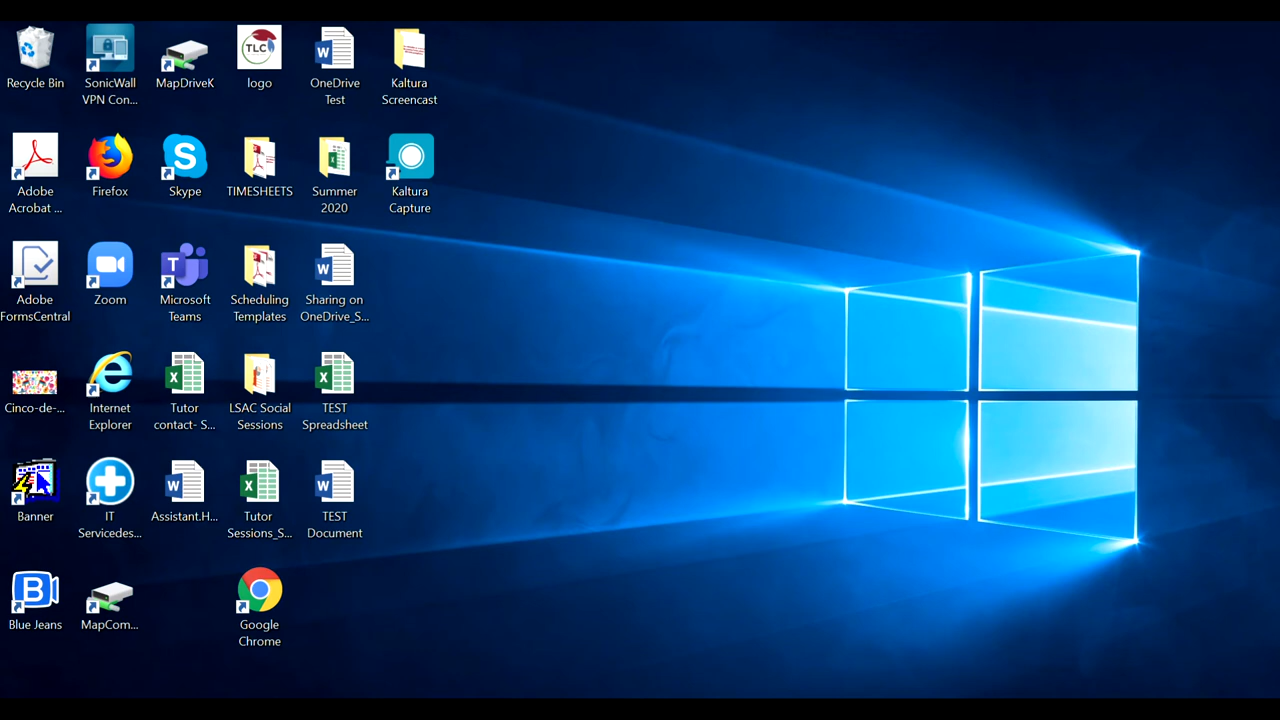 Recycle Bin
SonicWall
VPN Con...
MapDriveK
TLC
logo
OneDrive
Test
Kaltura
Screencast
Adobe
Acrobat ...
Firefox
Skype
TIMESHEETS
Summer
2020
Kaltura
Capture
Adobe
FormsCentral
Zoom
Microsoft
Teams
Scheduling
Templates
Sharing on
OneDrive_S...
Cinco-de-...
Internet
Explorer
Tutor
contact- S...
LSAC Social
Sessions
TEST
Spreadsheet
Banner
IT
Servicedes...
Assistant.H...
Tutor
Sessions_S...
TEST
Document
Blue Jeans
MapCom...
Google
Chrome